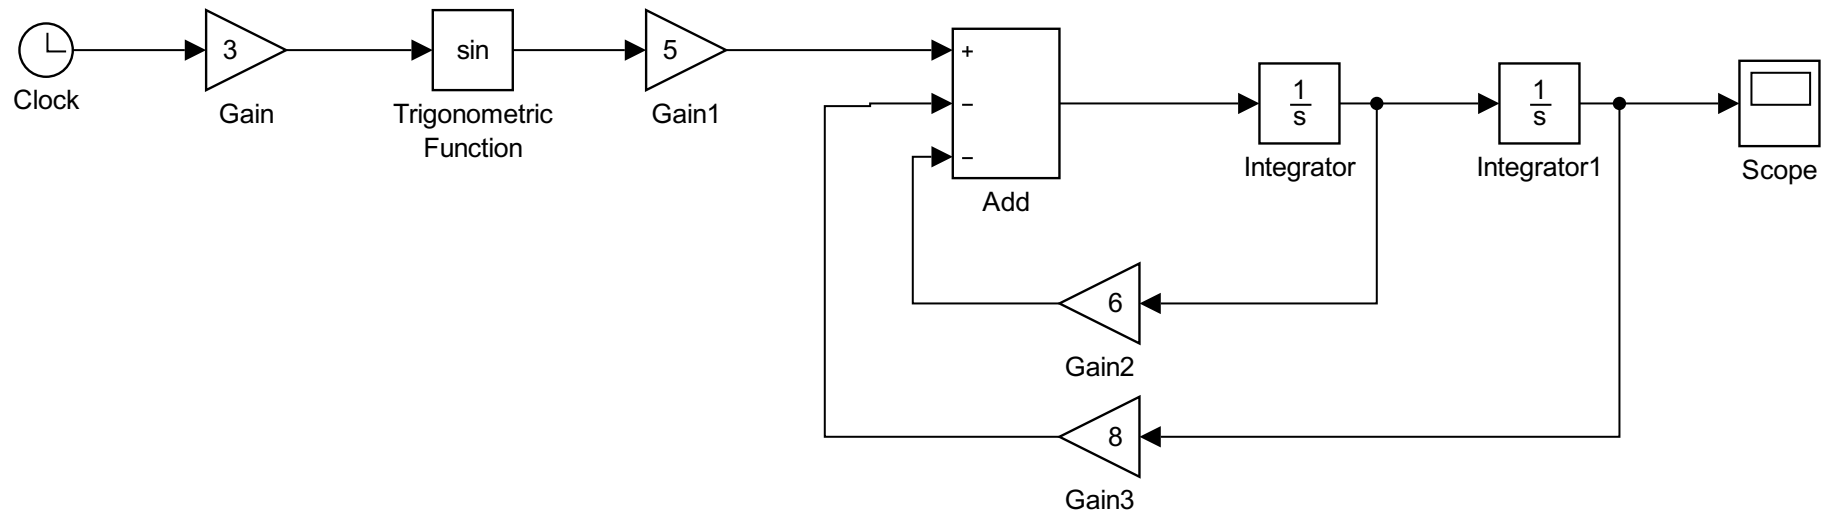 Clock
3
Gain
sin
Trigonometric
Function
5
Gain1
+
−
−
Add
1
s
Integrator
1
s
Integrator1
Scope
6
Gain2
8
Gain3